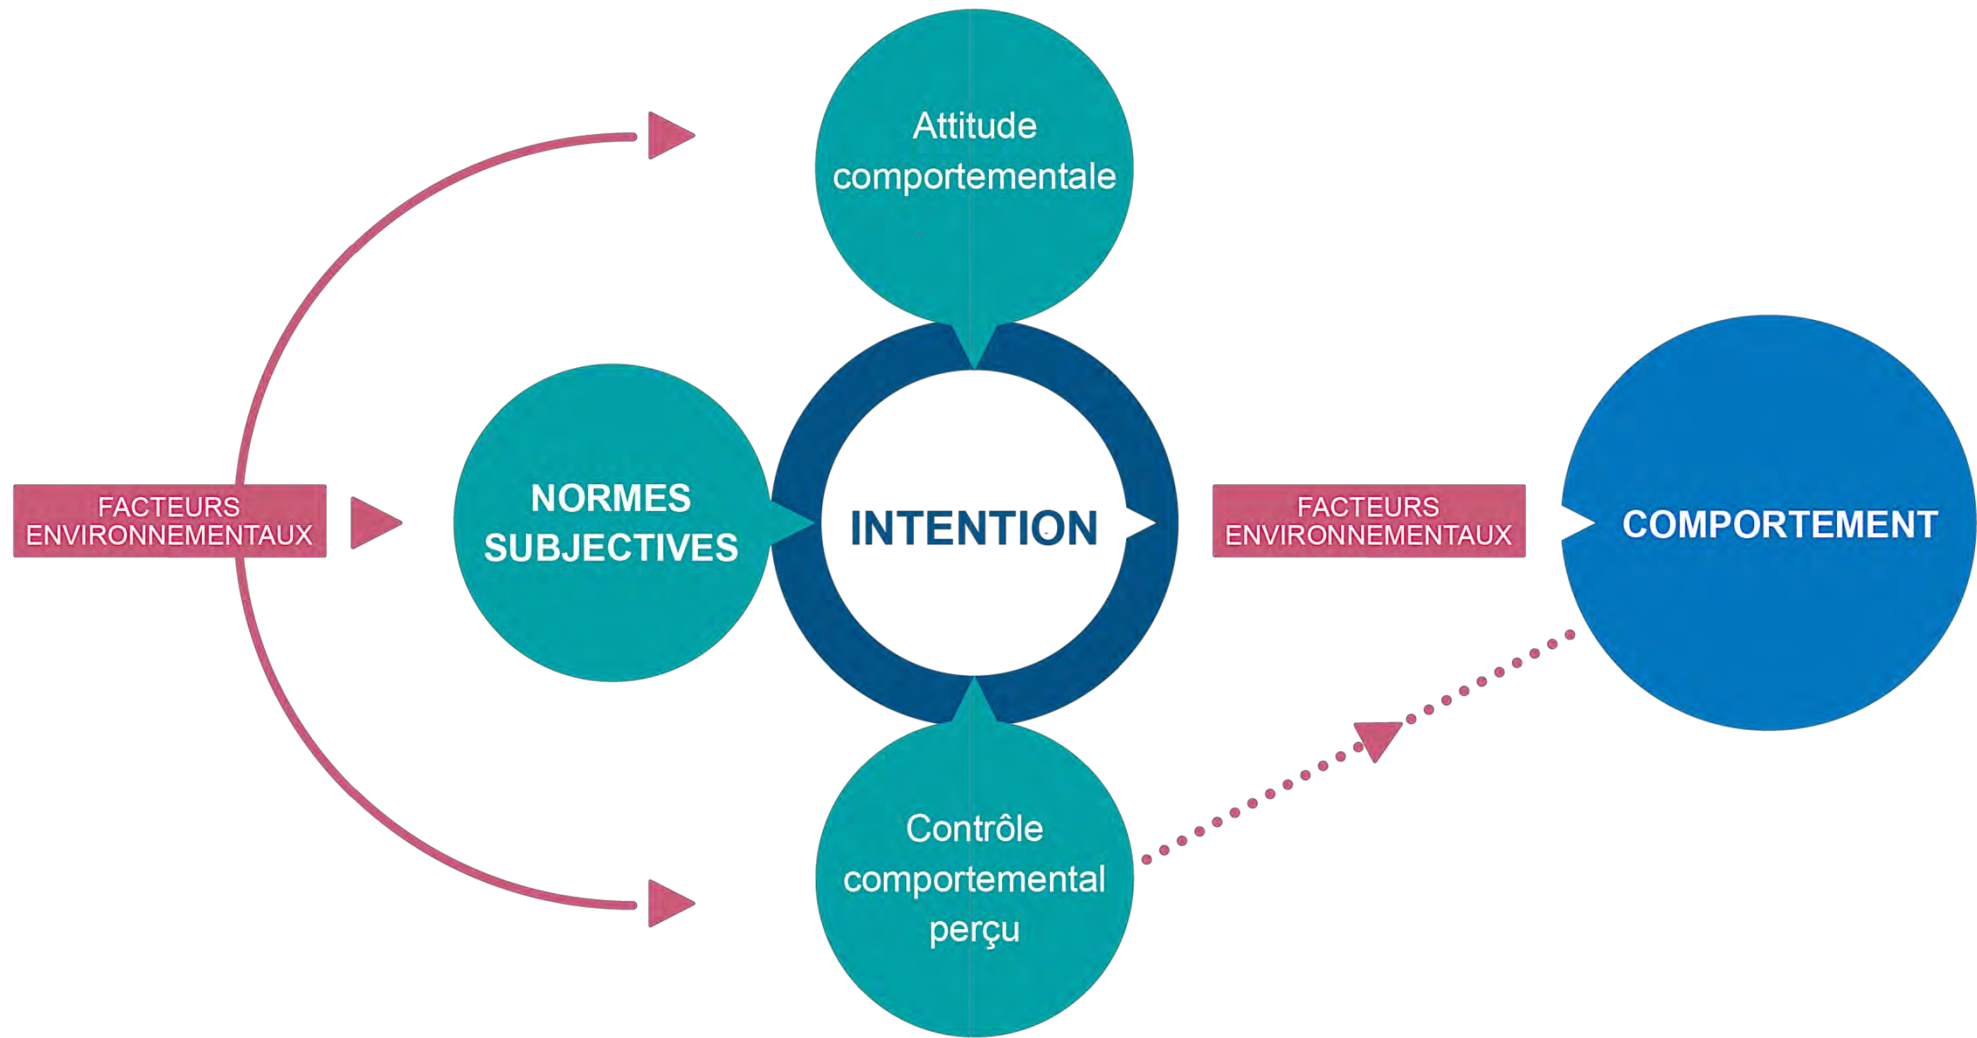 Attitude
comportementale
FACTEURS
ENVIRONNEMENTAUX
NORMES
SUBJECTIVES
INTENTION
FACTEURS
ENVIRONNEMENTAUX
COMPORTEMENT
Contrôle
comportemental
perçu